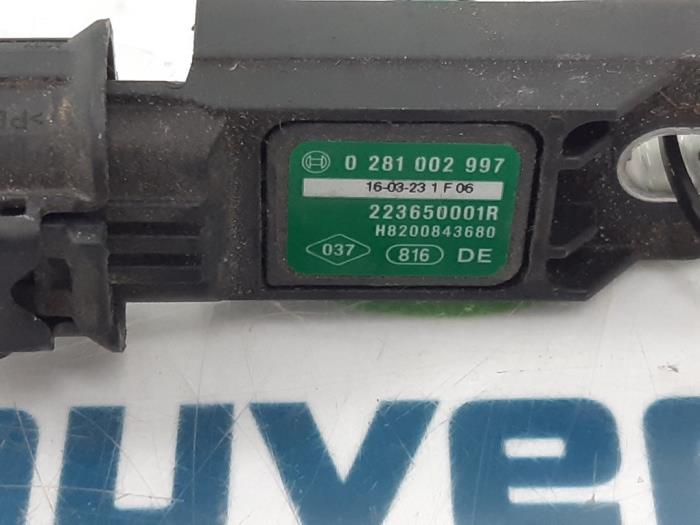 0 281 002 997
16-03-23 1 F 06
223650001R
H8200843680
037 816 DE
>P